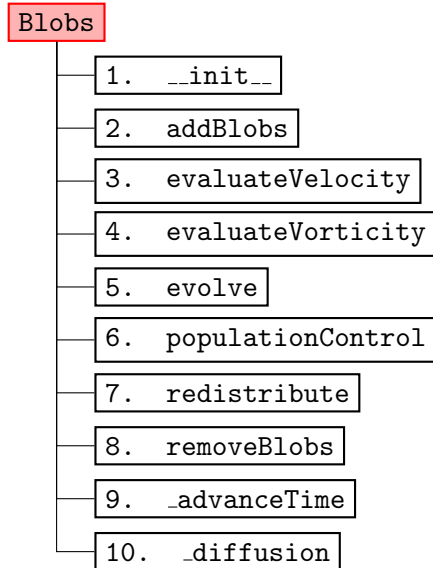 Blobs
1. __init__
2. addBlobs
3. evaluateVelocity
4. evaluateVorticity
5. evolve
6. populationControl
7. redistribute
8. removeBlobs
9. _advanceTime
10. _diffusion